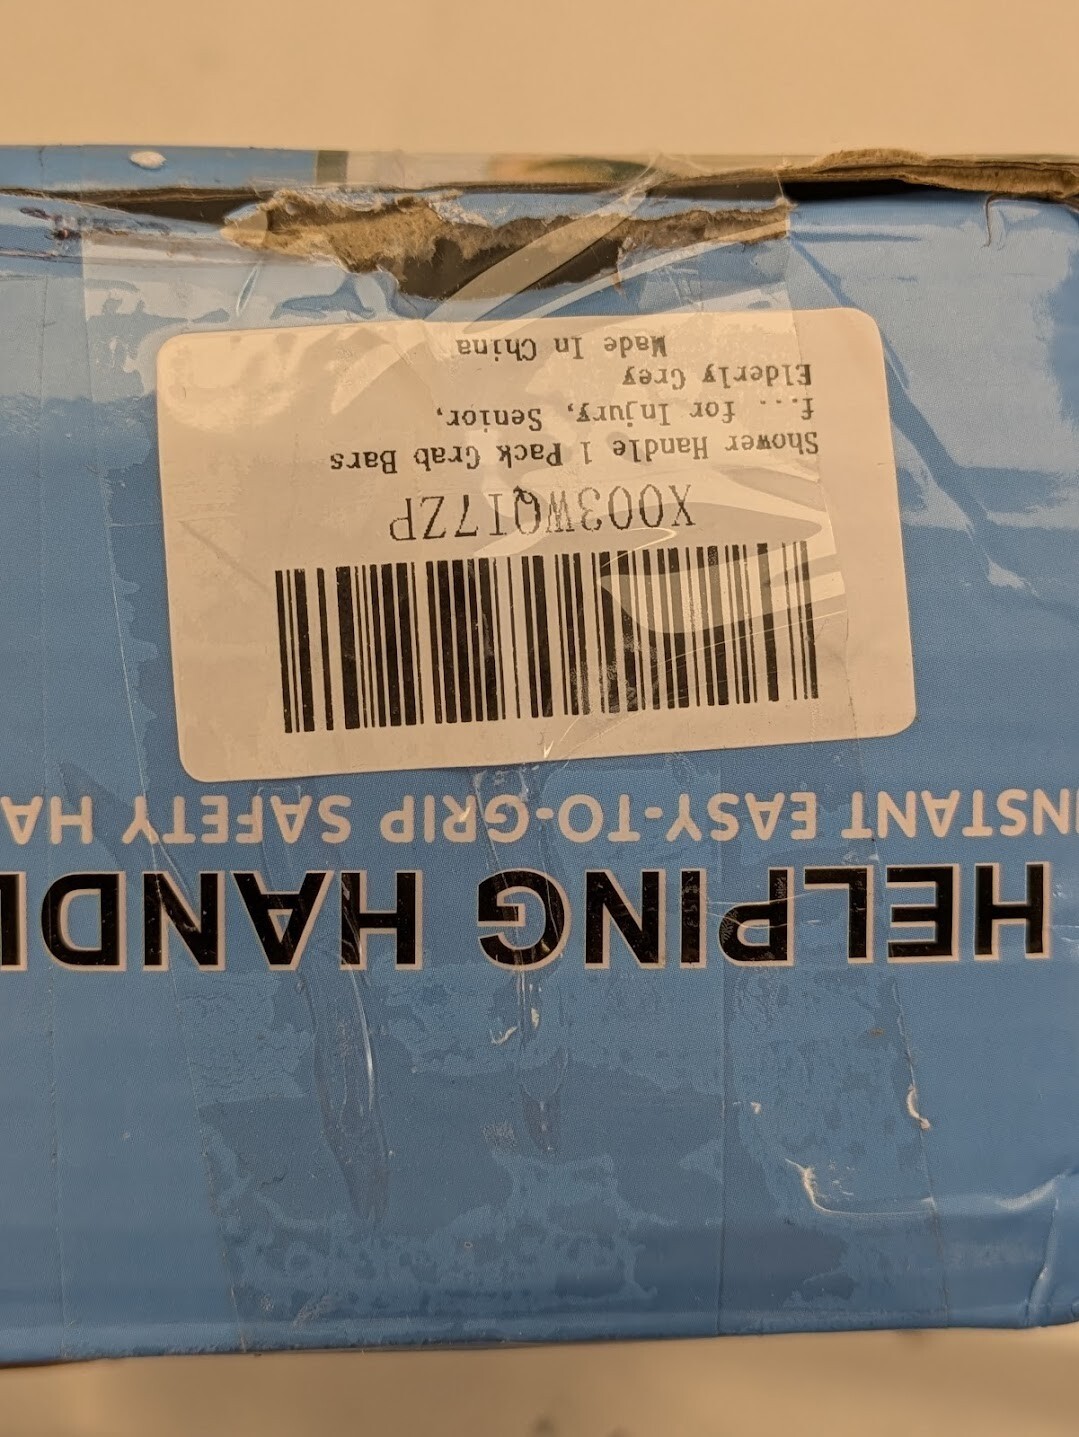 HELPING HAND
INSTANT EASY-TO-GRIP SAFETY HA
X003WQI7ZP
Shower Handle 1 Pack Grab Bars
f... for Injury, Senior,
Elderly Grey
Made In China